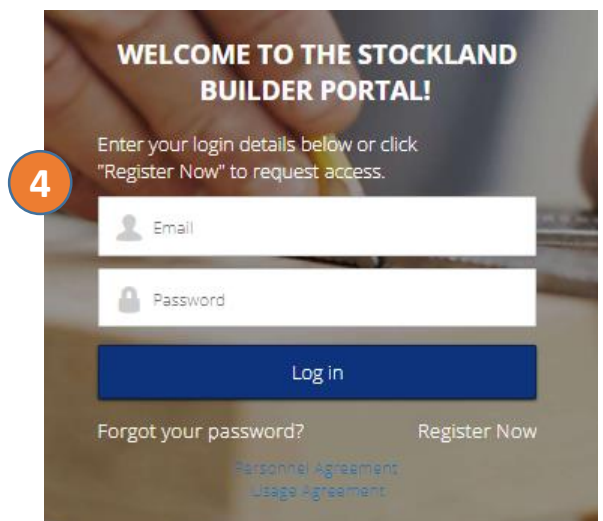 WELCOME TO THE STOCKLAND
BUILDER PORTAL!
Enter your login details below or click
"Register Now" to request access.
4
Email
Password
Log in
Forgot your password? Register Now
Personnel Agreement
Usage Agreement